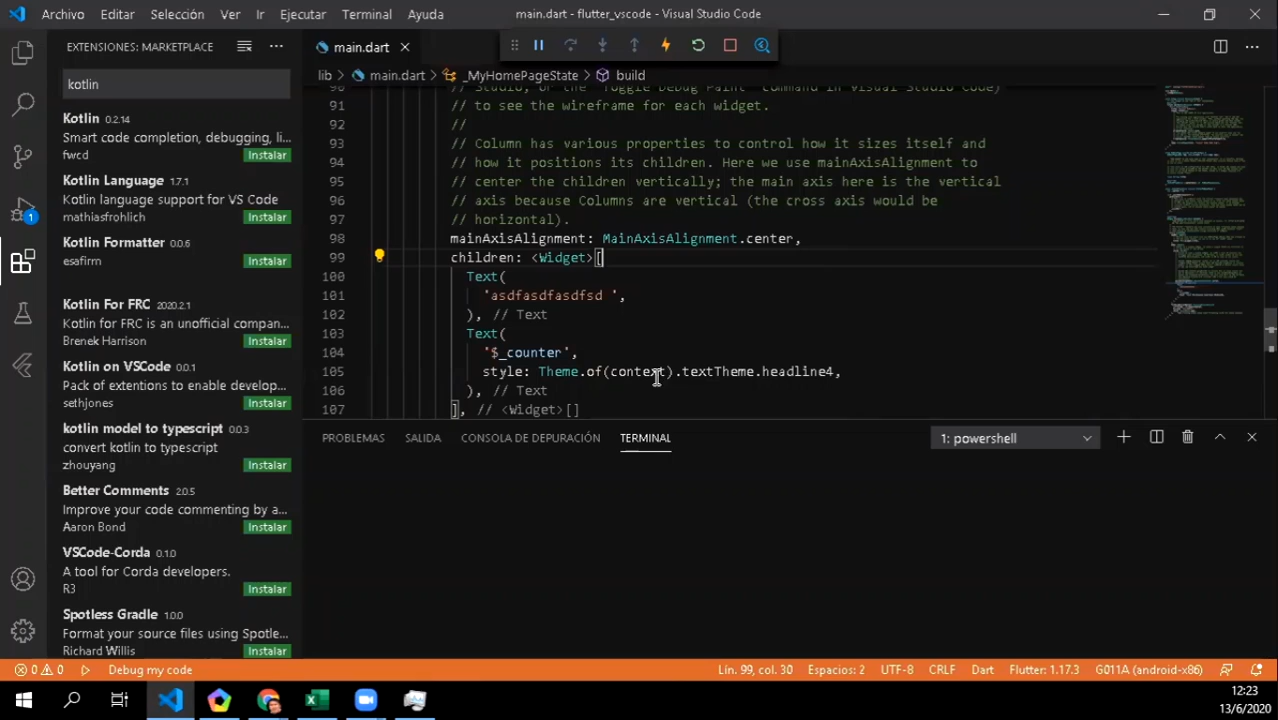 Archivo Editar Selección Ver Ir Ejecutar Terminal Ayuda main.dart - flutter_vscode - Visual Studio Code
EXTENSIONES: MARKETPLACE
kotlin
Kotlin 0.2.14
Smart code completion, debugging, li...
fwcd Instalar
Kotlin Language 1.7.1
Kotlin language support for VS Code
mathiasfrohlich Instalar
Kotlin Formatter 0.0.6
esafirm Instalar
Kotlin For FRC 2020.2.1
Kotlin for FRC is an unofficial compan...
Brenek Harrison Instalar
Kotlin on VSCode
Pack of extentions to enable develop...
sethjones Instalar
kotlin model to typescript 0.0.3
convert kotlin to typescript
zhouyang Instalar
Better Comments 2.0.5
Improve your code commenting by a...
Aaron Bond Instalar
VSCode-Corda 0.1.0
A tool for Corda developers.
R3 Instalar
Spotless Gradle 1.0.0
Format your source files using Spotle...
Richard Willis Instalar
1
main.dart
lib > main.dart > _MyHomePageState > build
90 // Studio, or the "Toggle Debug Paint" command in Visual Studio Code)
91 // to see the wireframe for each widget.
92 //
93 // Column has various properties to control how it sizes itself and
94 // how it positions its children. Here we use mainAxisAlignment to
95 // center the children vertically; the main axis here is the vertical
96 // axis because Columns are vertical (the cross axis would be
97 // horizontal).
98 mainAxisAlignment: MainAxisAlignment.center,
99 children: <Widget>[
100 Text(
101 'asdfasdfasdfsd ',
102 ), // Text
103 Text(
104 '$_counter',
105 style: Theme.of(context).textTheme.headline4,
106 ), // Text
107 ], // <Widget>[]
PROBLEMAS SALIDA CONSOLA DE DEPURACIÓN TERMINAL 1: powershell
0 0 Debug my code Lín. 99, col. 30 Espacios: 2 UTF-8 CRLF Dart Flutter: 1.17.3 G011A (android-x86)
12:23
13/6/2020